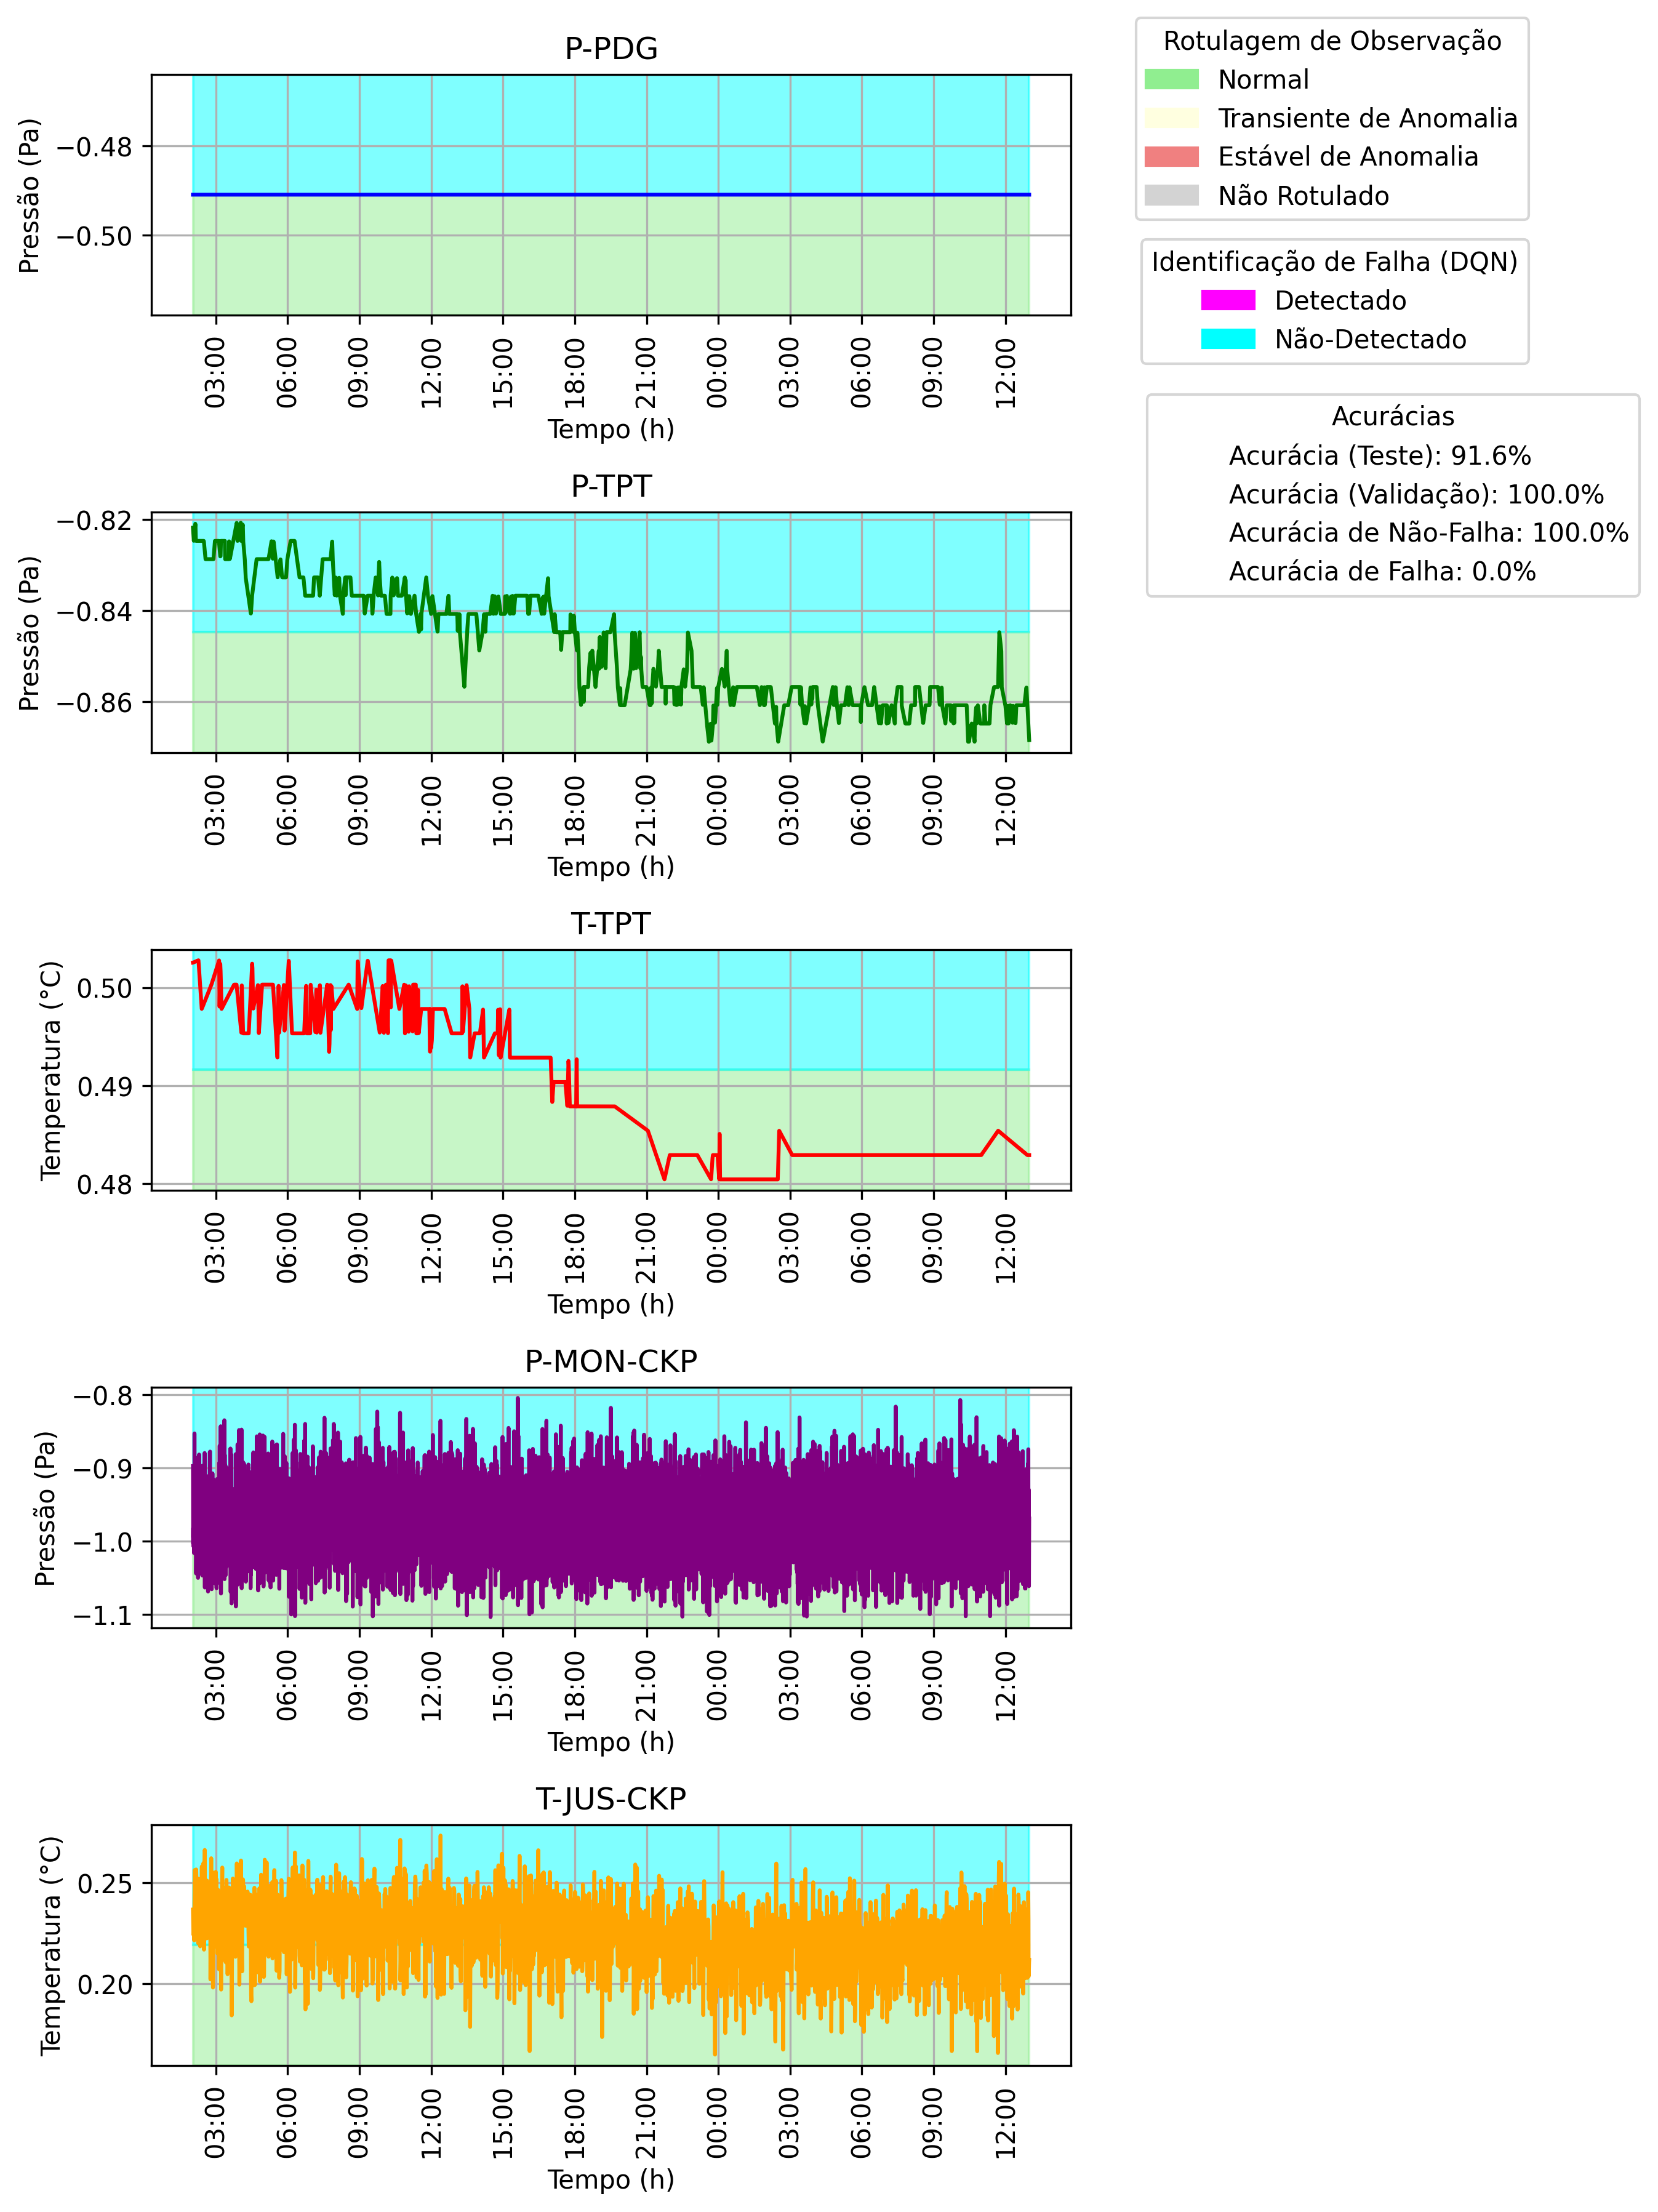 P-PDG
Pressão (Pa)
−0.48
−0.50
03:00 06:00 09:00 12:00 15:00 18:00 21:00 00:00 03:00 06:00 09:00 12:00
Tempo (h)
Rotulagem de Observação
Normal
Transiente de Anomalia
Estável de Anomalia
Não Rotulado
Identificação de Falha (DQN)
Detectado
Não-Detectado
Acurácias
Acurácia (Teste): 91.6%
Acurácia (Validação): 100.0%
Acurácia de Não-Falha: 100.0%
Acurácia de Falha: 0.0%
P-TPT
Pressão (Pa)
−0.82
−0.84
−0.86
03:00 06:00 09:00 12:00 15:00 18:00 21:00 00:00 03:00 06:00 09:00 12:00
Tempo (h)
T-TPT
Temperatura (°C)
0.50
0.49
0.48
03:00 06:00 09:00 12:00 15:00 18:00 21:00 00:00 03:00 06:00 09:00 12:00
Tempo (h)
P-MON-CKP
Pressão (Pa)
−0.8
−0.9
−1.0
−1.1
03:00 06:00 09:00 12:00 15:00 18:00 21:00 00:00 03:00 06:00 09:00 12:00
Tempo (h)
T-JUS-CKP
Temperatura (°C)
0.25
0.20
03:00 06:00 09:00 12:00 15:00 18:00 21:00 00:00 03:00 06:00 09:00 12:00
Tempo (h)